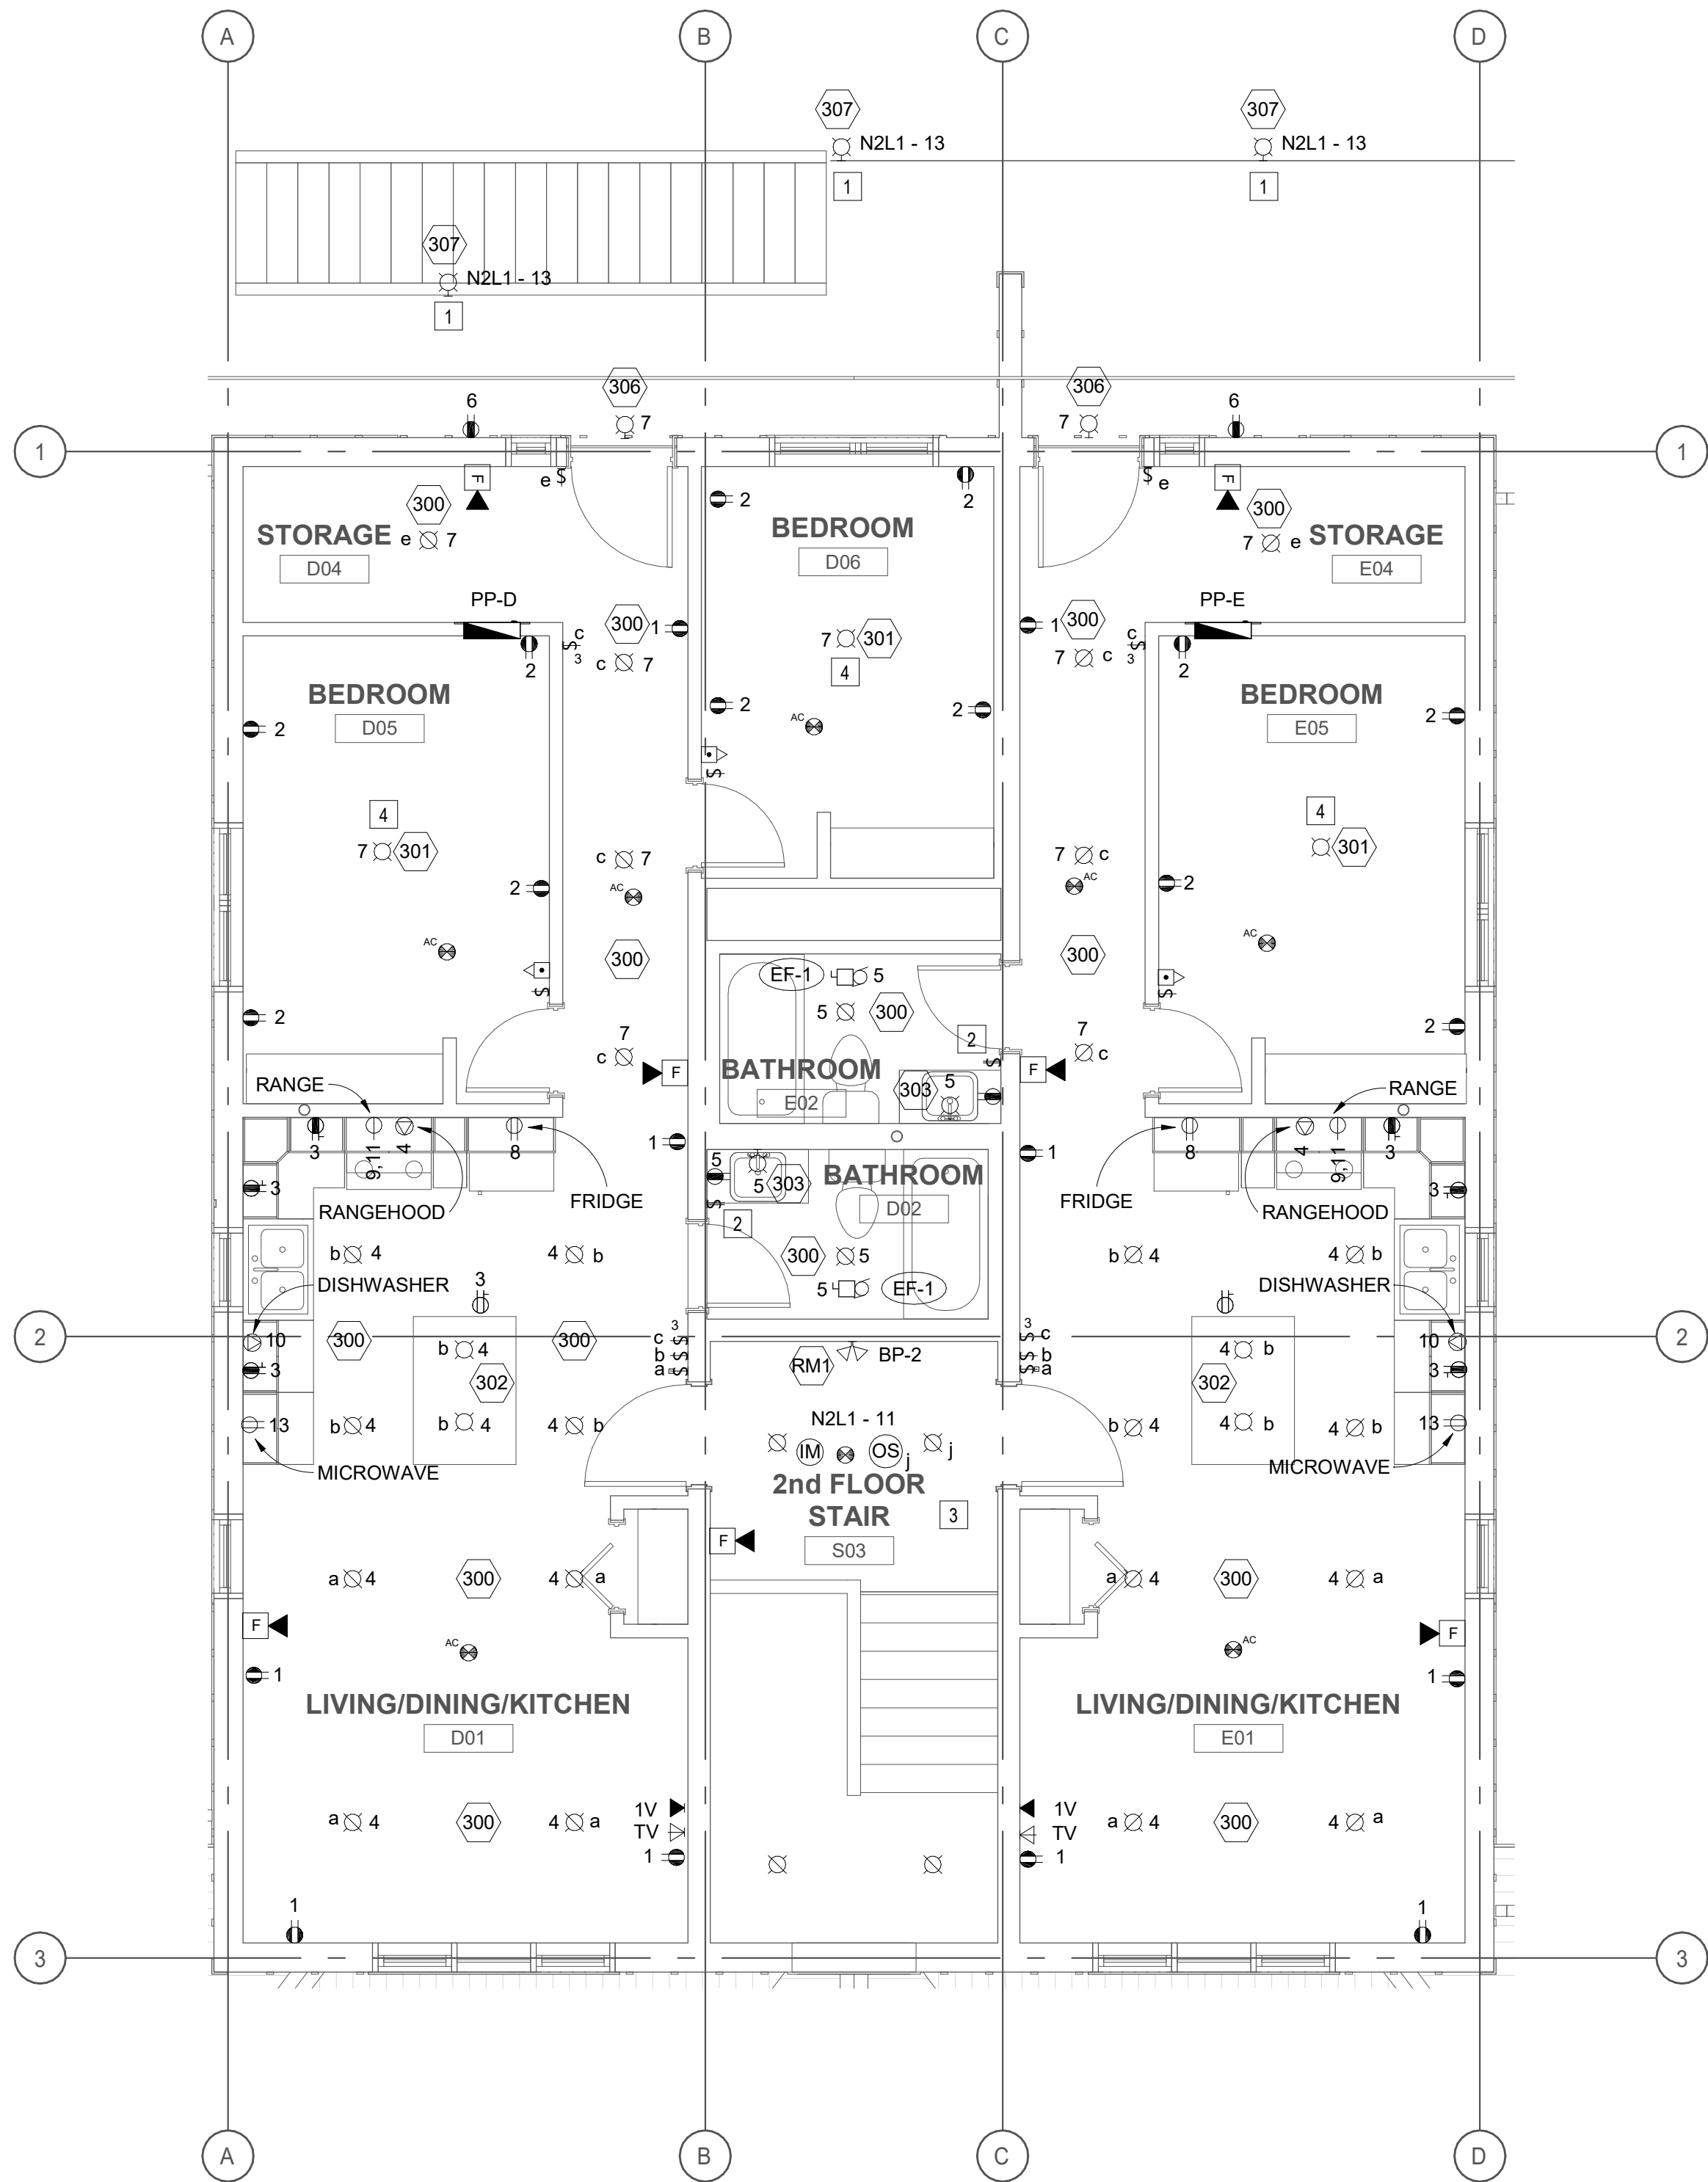 A B C D
307 307
N2L1 - 13 N2L1 - 13
1 1
307
N2L1 - 13
1
306 306
6 7 7 6
1 1
F e $ $ e F
300 2 2 300
STORAGE e 7 BEDROOM 7 e STORAGE
D04 D06 E04
PP-D PP-E
300 1 7 301 1 300
c $ 3 c $ 3
2 c 7 4 7 c 2
BEDROOM BEDROOM
D05 2 2 E05
2 AC 2
$
4 4
7 301 c 7 7 c 301
2 AC AC 2
AC 300 300 AC
EF-1 5
$ 5 300 $
2 2
7 2 7
c F BATHROOM $ F c
RANGE 303 5 RANGE
E02
3 9,11 4 8 1 1 8 4 9,11 3
BATHROOM
3 5 5 303 3
FRIDGE D02 FRIDGE
RANGEHOOD $ 2 RANGEHOOD
b 4 4 b 300 5 b 4 4 b
DISHWASHER 3 5 EF-1 DISHWASHER
3 3
2 10 300 300 c $ $ c 10 2
b 4 b $ RM1 BP-2 $ b 4 b
3 a $ $ a 3
302 302
N2L1 - 11
13 b 4 b 4 4 b b 4 4 b 4 b 13
IM OS j j
MICROWAVE MICROWAVE
2nd FLOOR
STAIR
3
F S03
a 4 300 4 a a 4 300 4 a
F F
AC AC
1 1
LIVING/DINING/KITCHEN LIVING/DINING/KITCHEN
D01 E01
1V 1V
a 4 300 4 a a 4 300 4 a
TV TV
1 1
1 1
3 3
A B C D